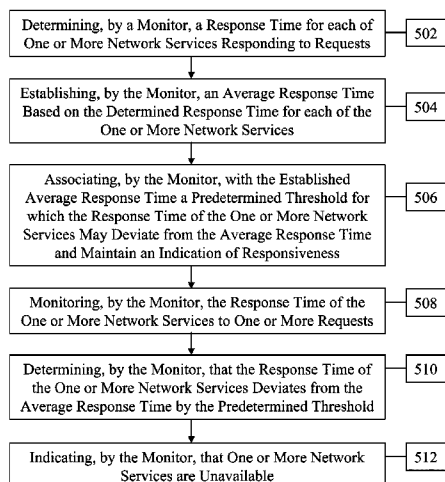 Determining, by a Monitor, a Response Time for each of
One or More Network Services Responding to Requests
502
Establishing, by the Monitor, an Average Response Time
Based on the Determined Response Time for each of the
One or More Network Services
504
Associating, by the Monitor, with the Established
Average Response Time a Predetermined Threshold for
which the Response Time of the One or More Network
Services May Deviate from the Average Response Time
and Maintain an Indication of Responsiveness
506
Monitoring, by the Monitor, the Response Time of the
One or More Network Services to One or More Requests
508
Determining, by the Monitor, that the Response Time of
the One or More Network Services Deviates from the
Average Response Time by the Predetermined Threshold
510
Indicating, by the Monitor, that One or More Network
Services are Unavailable
512